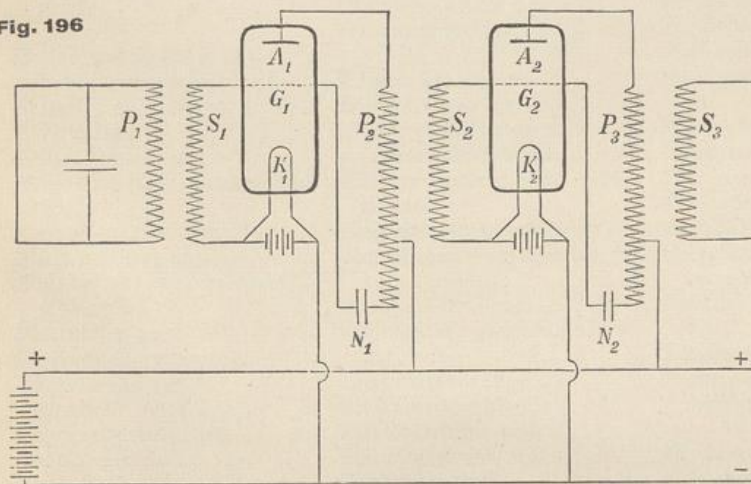 Fig. 196
A1 A2
P1 S1 G1 P2 S2 G2 P3 S3
K1 K2
N1 N2
+ +
-